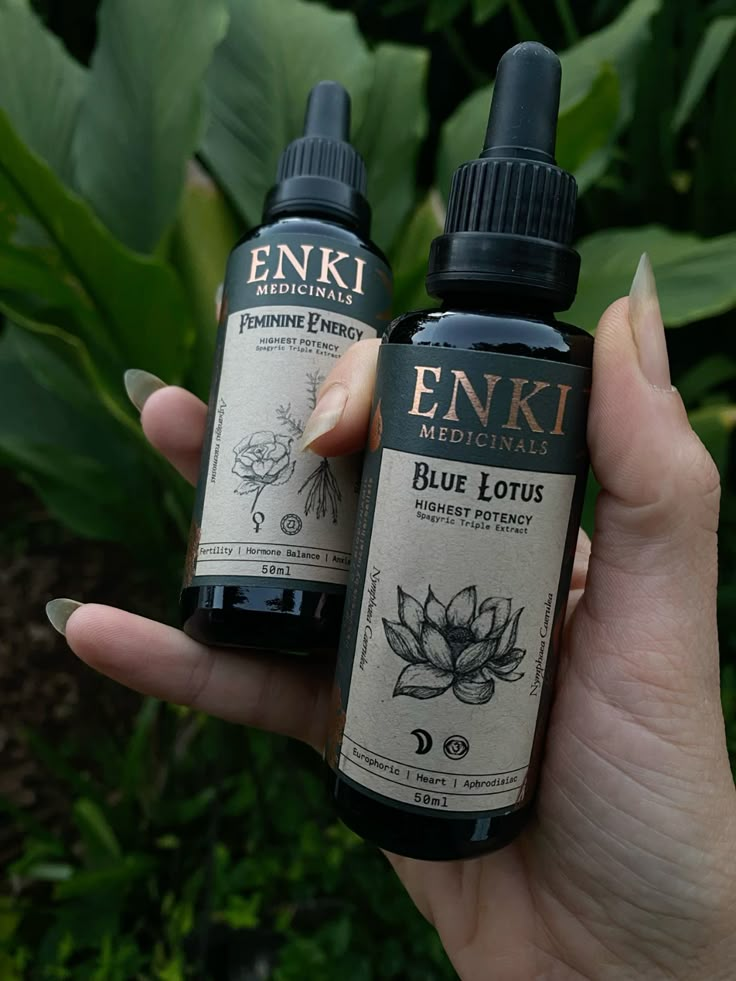 ENKI
MEDICINALS
FEMININE ENERGY
HIGHEST POTENCY
Spagyric Triple Extract
Fertility | Hormone Balance |
50ml
ENKI
MEDICINALS
BLUE LOTUS
HIGHEST POTENCY
Spagyric Triple Extract
Nymphaea Caerulea
Nymphaea Caerulea
Europhoric | Heart | Aphrodisiac
50ml